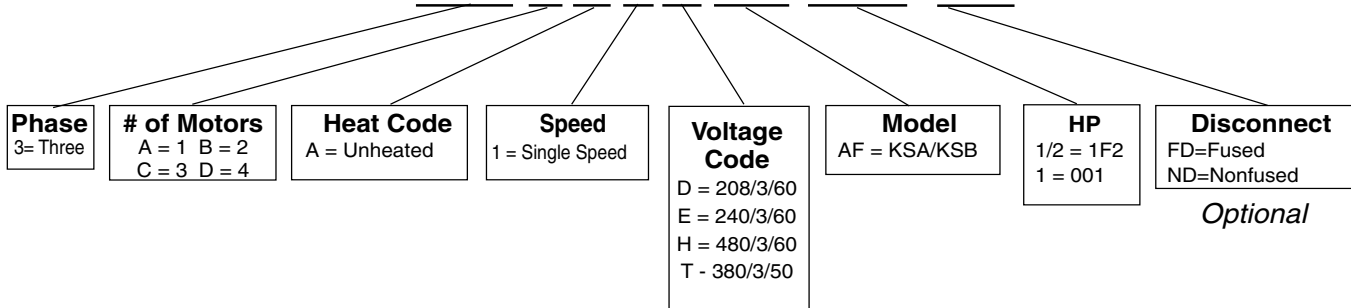 Phase
3= Three
# of Motors
A = 1 B = 2
C = 3 D = 4
Heat Code
A = Unheated
Speed
1 = Single Speed
Voltage
Code
D = 208/3/60
E = 240/3/60
H = 480/3/60
T - 380/3/50
Model
AF = KSA/KSB
HP
1/2 = 1F2
1 = 001
Disconnect
FD=Fused
ND=Nonfused
Optional